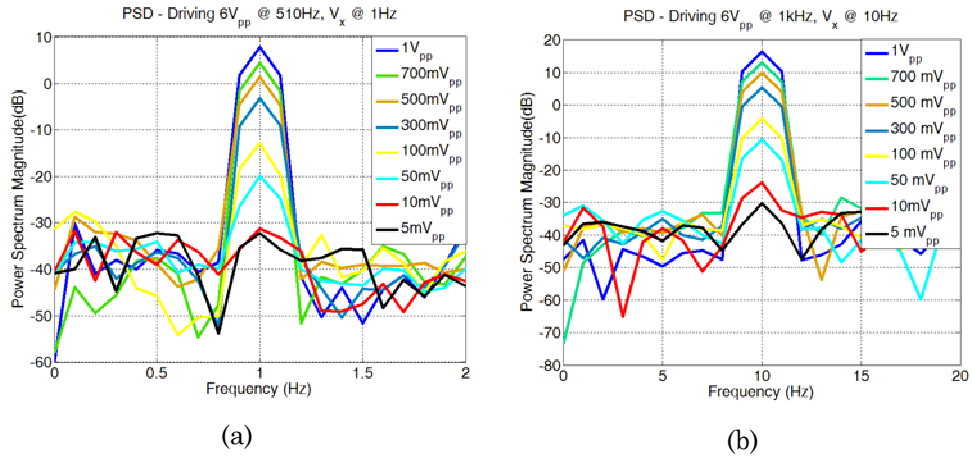 PSD - Driving 6Vpp @ 510Hz, Vx @ 1Hz
Power Spectrum Magnitude(dB)
10
0
-10
-20
-30
-40
-50
-60
0
0.5
1
1.5
2
Frequency (Hz)
1Vpp
700mVpp
500mVpp
300mVpp
100mVpp
50mVpp
10mVpp
5mVpp
(a)
PSD - Driving 6Vpp @ 1kHz, Vx @ 10Hz
Power Spectrum Magnitude(dB)
20
10
0
-10
-20
-30
-40
-50
-60
-70
-80
0
5
10
15
20
Frequency (Hz)
1Vpp
700 mVpp
500 mVpp
300 mVpp
100 mVpp
50 mVpp
10mVpp
5 mVpp
(b)